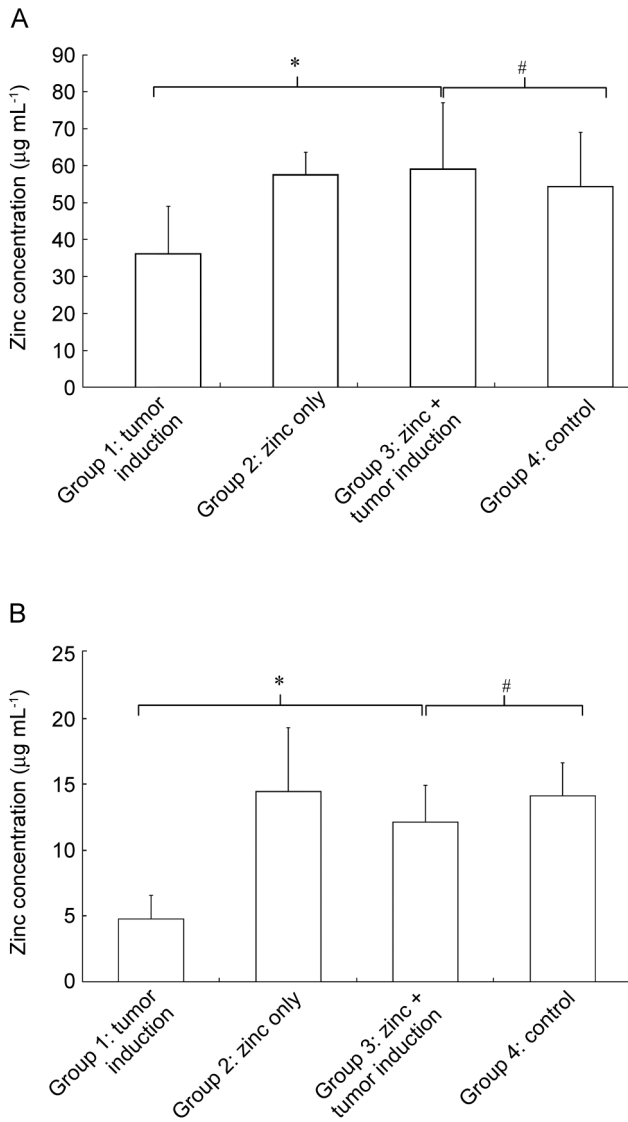 A
Zinc concentration (μg mL-1)
90
80
70
60
50
40
30
20
10
0
*
#
Group 1: tumor
induction
Group 2: zinc only
Group 3: zinc +
tumor induction
Group 4: control
B
Zinc concentration (μg mL-1)
25
20
15
10
5
0
*
#
Group 1: tumor
induction
Group 2: zinc only
Group 3: zinc +
tumor induction
Group 4: control